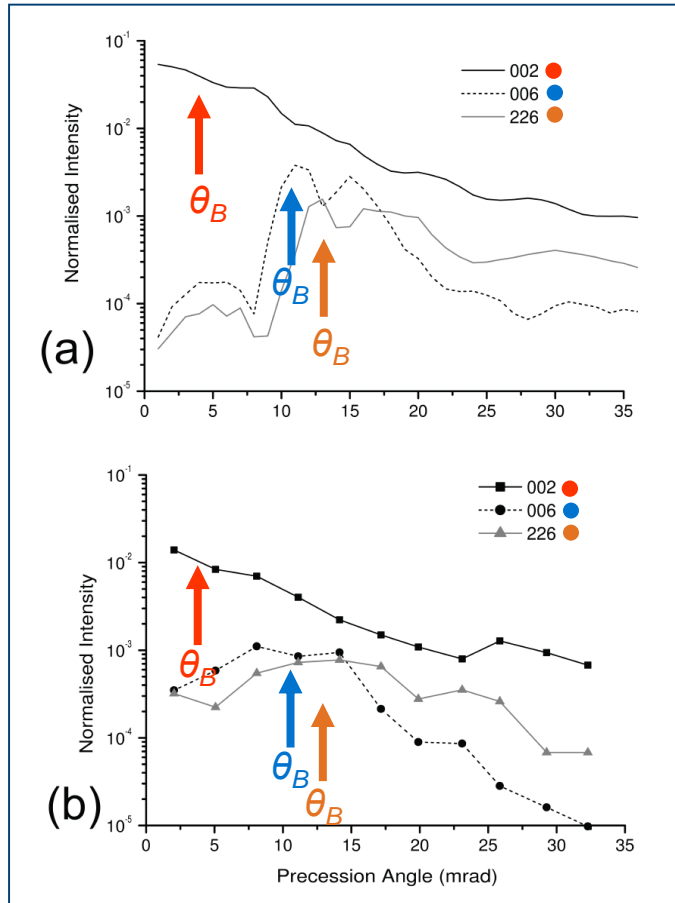 10⁻¹
10⁻²
10⁻³
10⁻⁴
10⁻⁵
Normalised Intensity
002
006
226
θB
θB
θB
(a)
0 5 10 15 20 25 30 35
10⁻¹
10⁻²
10⁻³
10⁻⁴
10⁻⁵
Normalised Intensity
002
006
226
θB
θB
θB
(b)
0 5 10 15 20 25 30 35
Precession Angle (mrad)